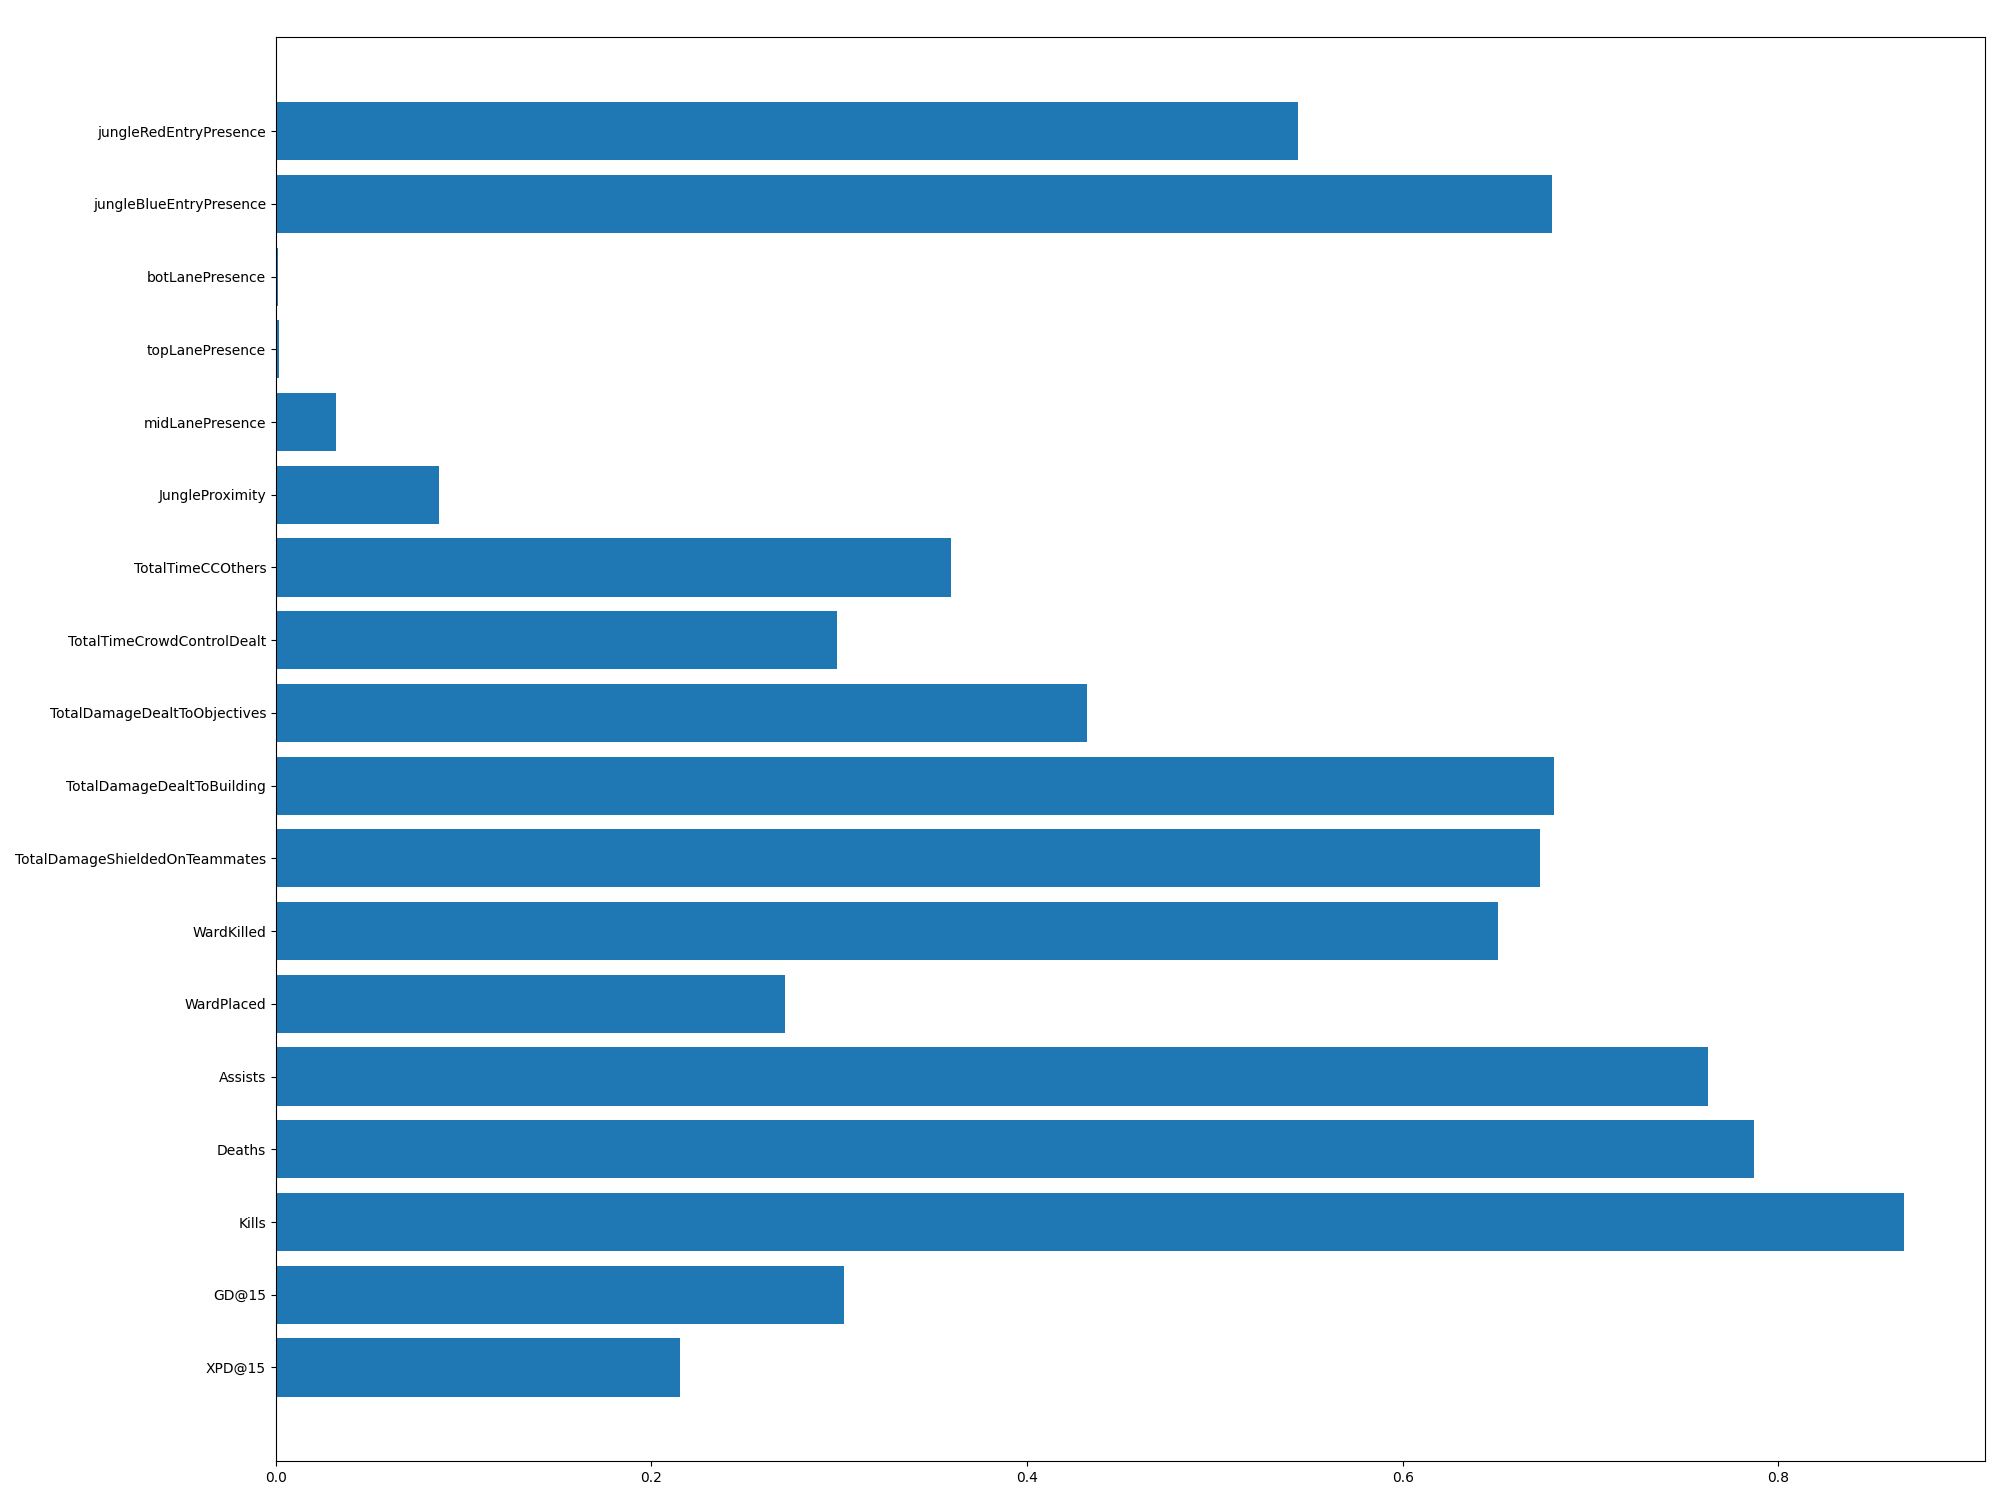 jungleRedEntryPresence
jungleBlueEntryPresence
botLanePresence
topLanePresence
midLanePresence
JungleProximity
TotalTimeCCOthers
TotalTimeCrowdControlDealt
TotalDamageDealtToObjectives
TotalDamageDealtToBuilding
TotalDamageShieldedOnTeammates
WardKilled
WardPlaced
Assists
Deaths
Kills
GD@15
XPD@15
0.0 0.2 0.4 0.6 0.8